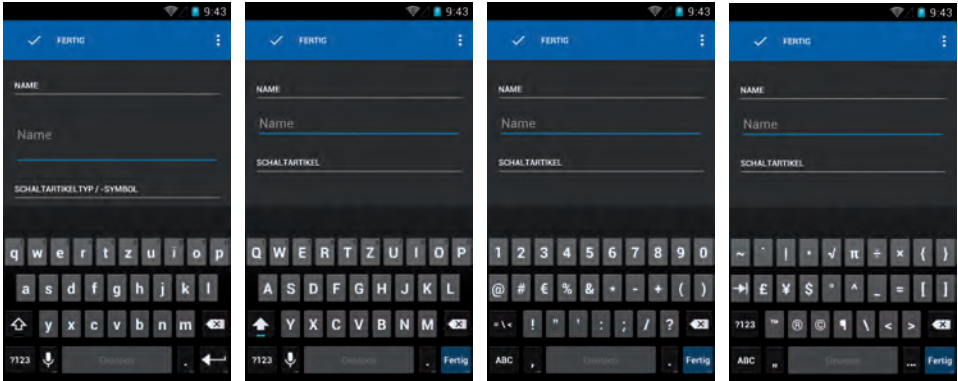 9:43
FERTIG
NAME
Name
SCHALTARTIKELTYP / -SYMBOL
q w e r t z u i o p
a s d f g h j k l
y x c v b n m
?123 .
9:43
FERTIG
NAME
Name
SCHALTARTIKEL
Q W E R T Z U I O P
A S D F G H J K L
Y X C V B N M
?123 . Fertig
9:43
FERTIG
NAME
Name
SCHALTARTIKEL
1 2 3 4 5 6 7 8 9 0
@ # € % & * - + ( )
= \ < ! " ' : ; / ? 
ABC , . Fertig
9:43
FERTIG
NAME
Name
SCHALTARTIKEL
~ ` | • √ π ÷ × { }
£ ¥ $ ° ^ _ = [ ]
?123 ™ ® © ¶ \ < >
ABC „ … Fertig